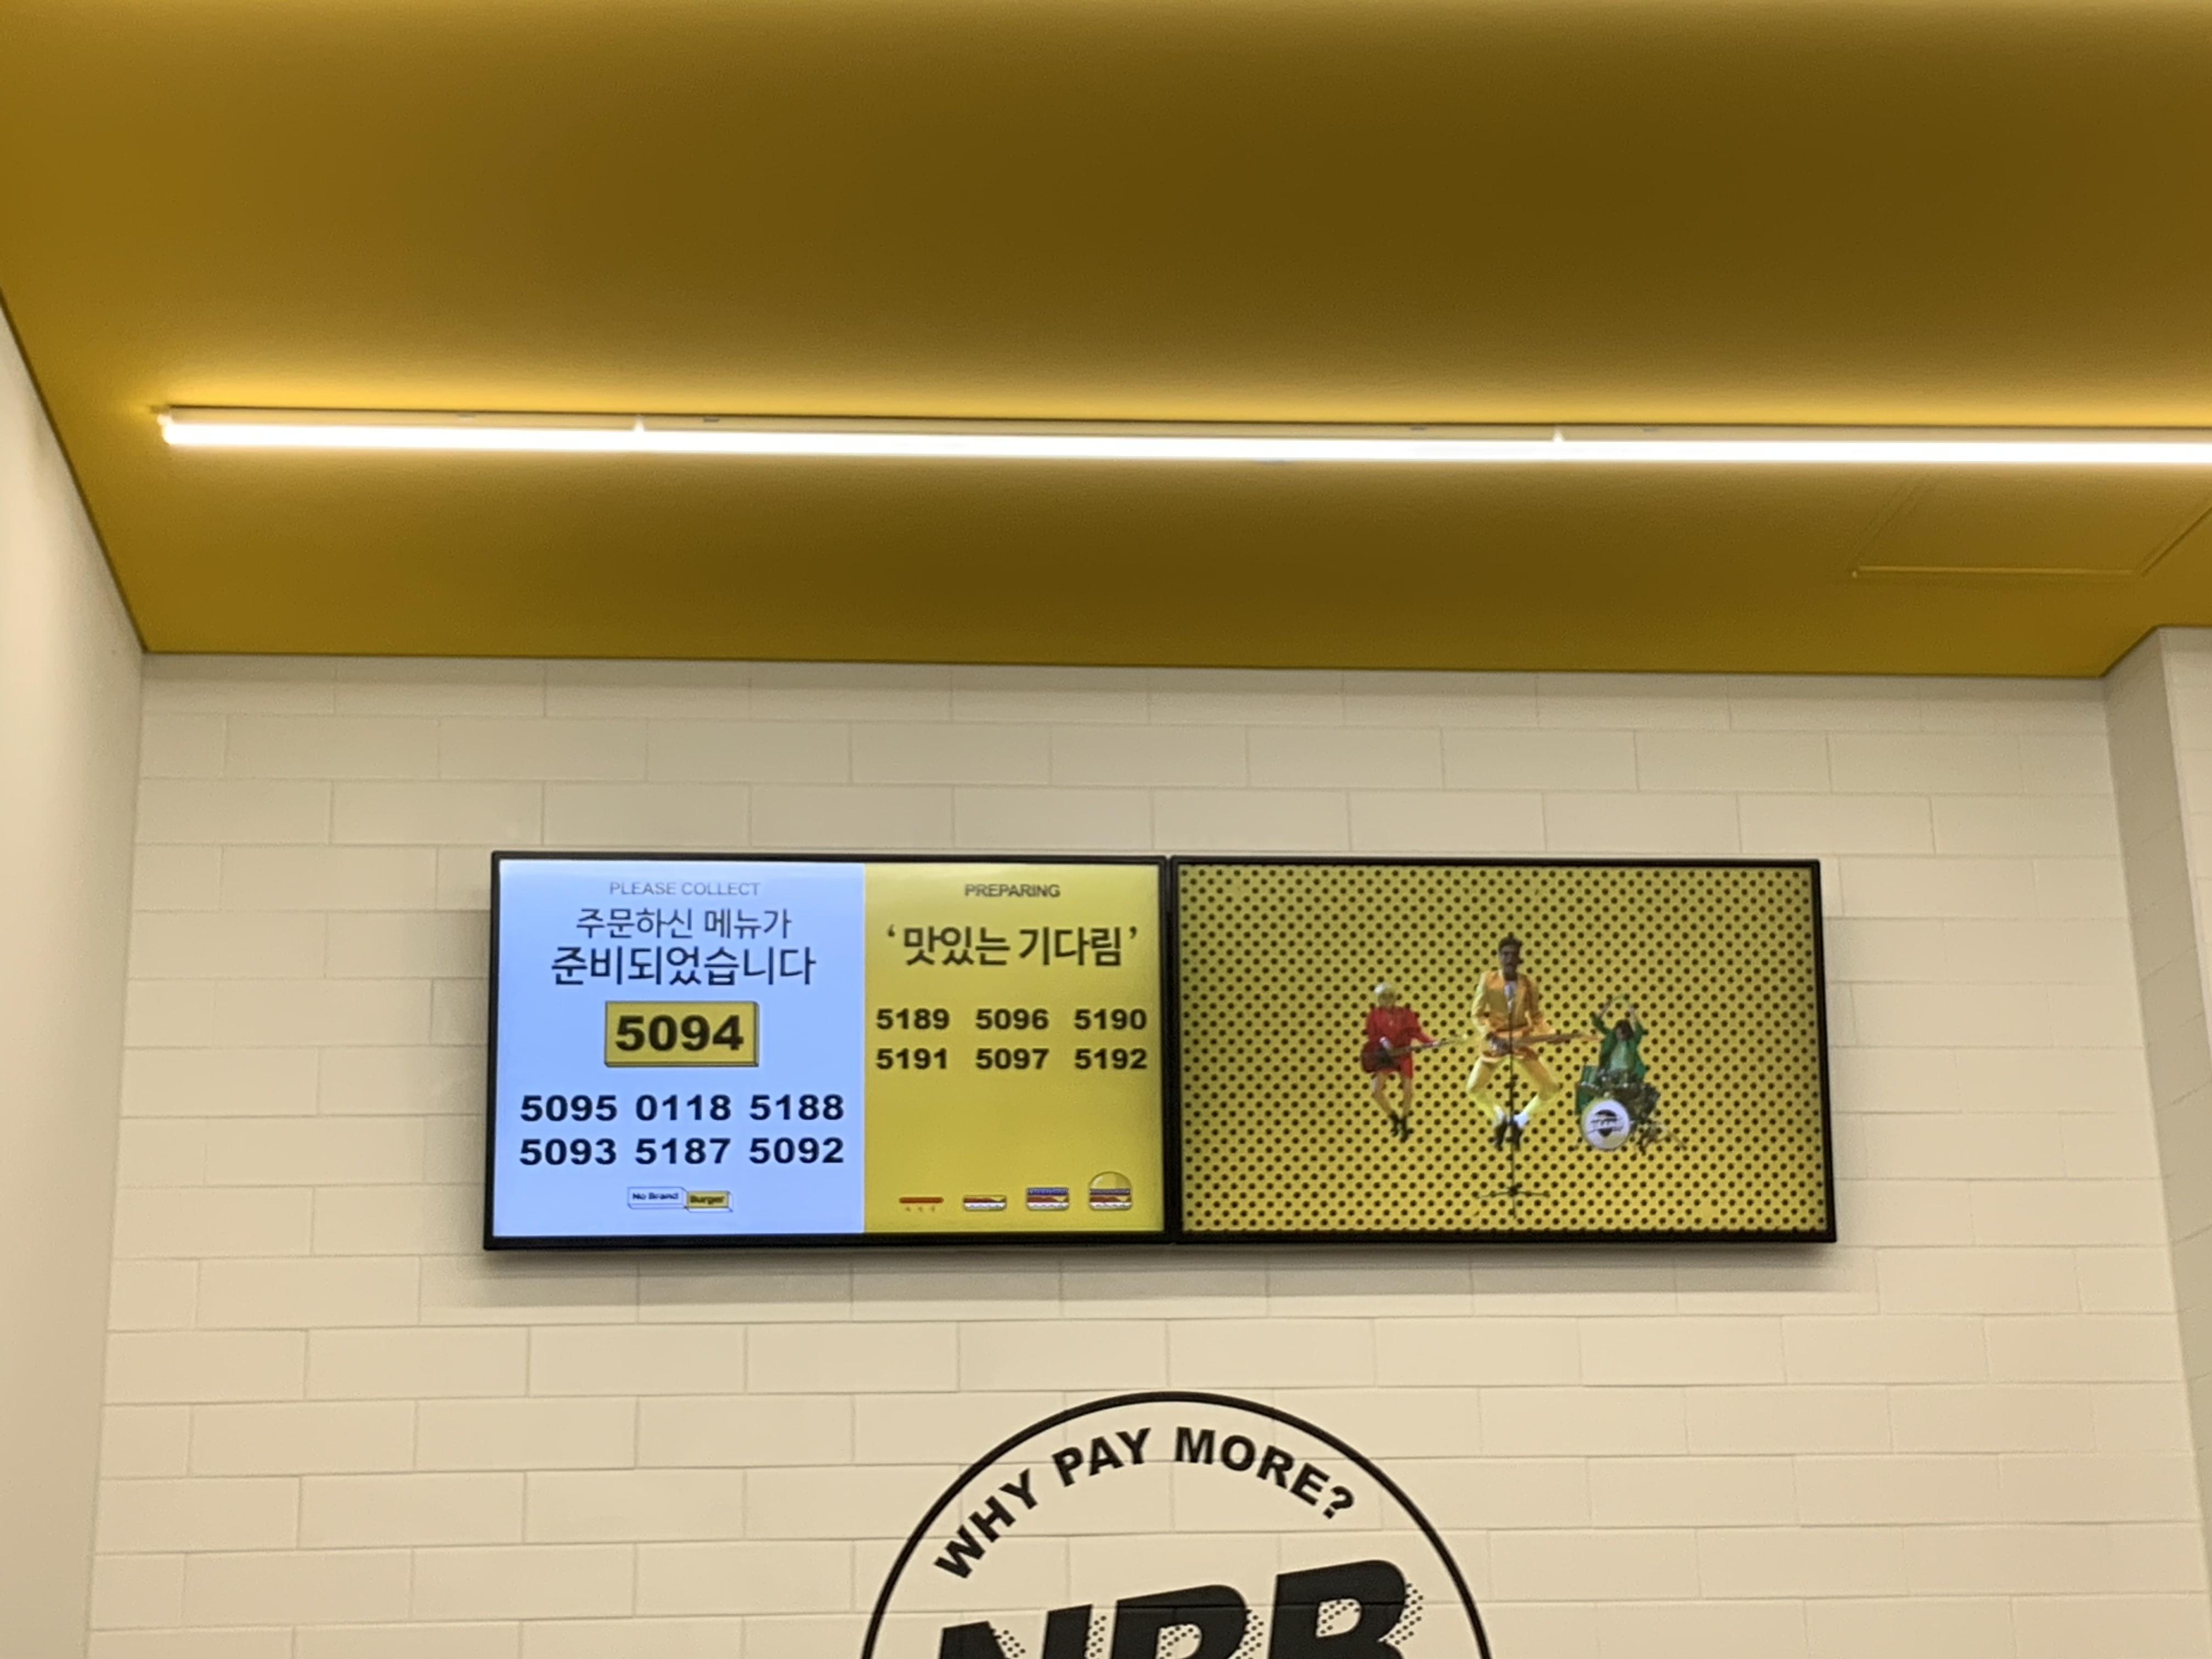 PLEASE COLLECT
주문하신 메뉴가
준비되었습니다
5094
5095 0118 5188
5093 5187 5092
No Brand Burger
PREPARING
‘맛있는 기다림’
5189 5096 5190
5191 5097 5192
WHY PAY MORE?
NBB